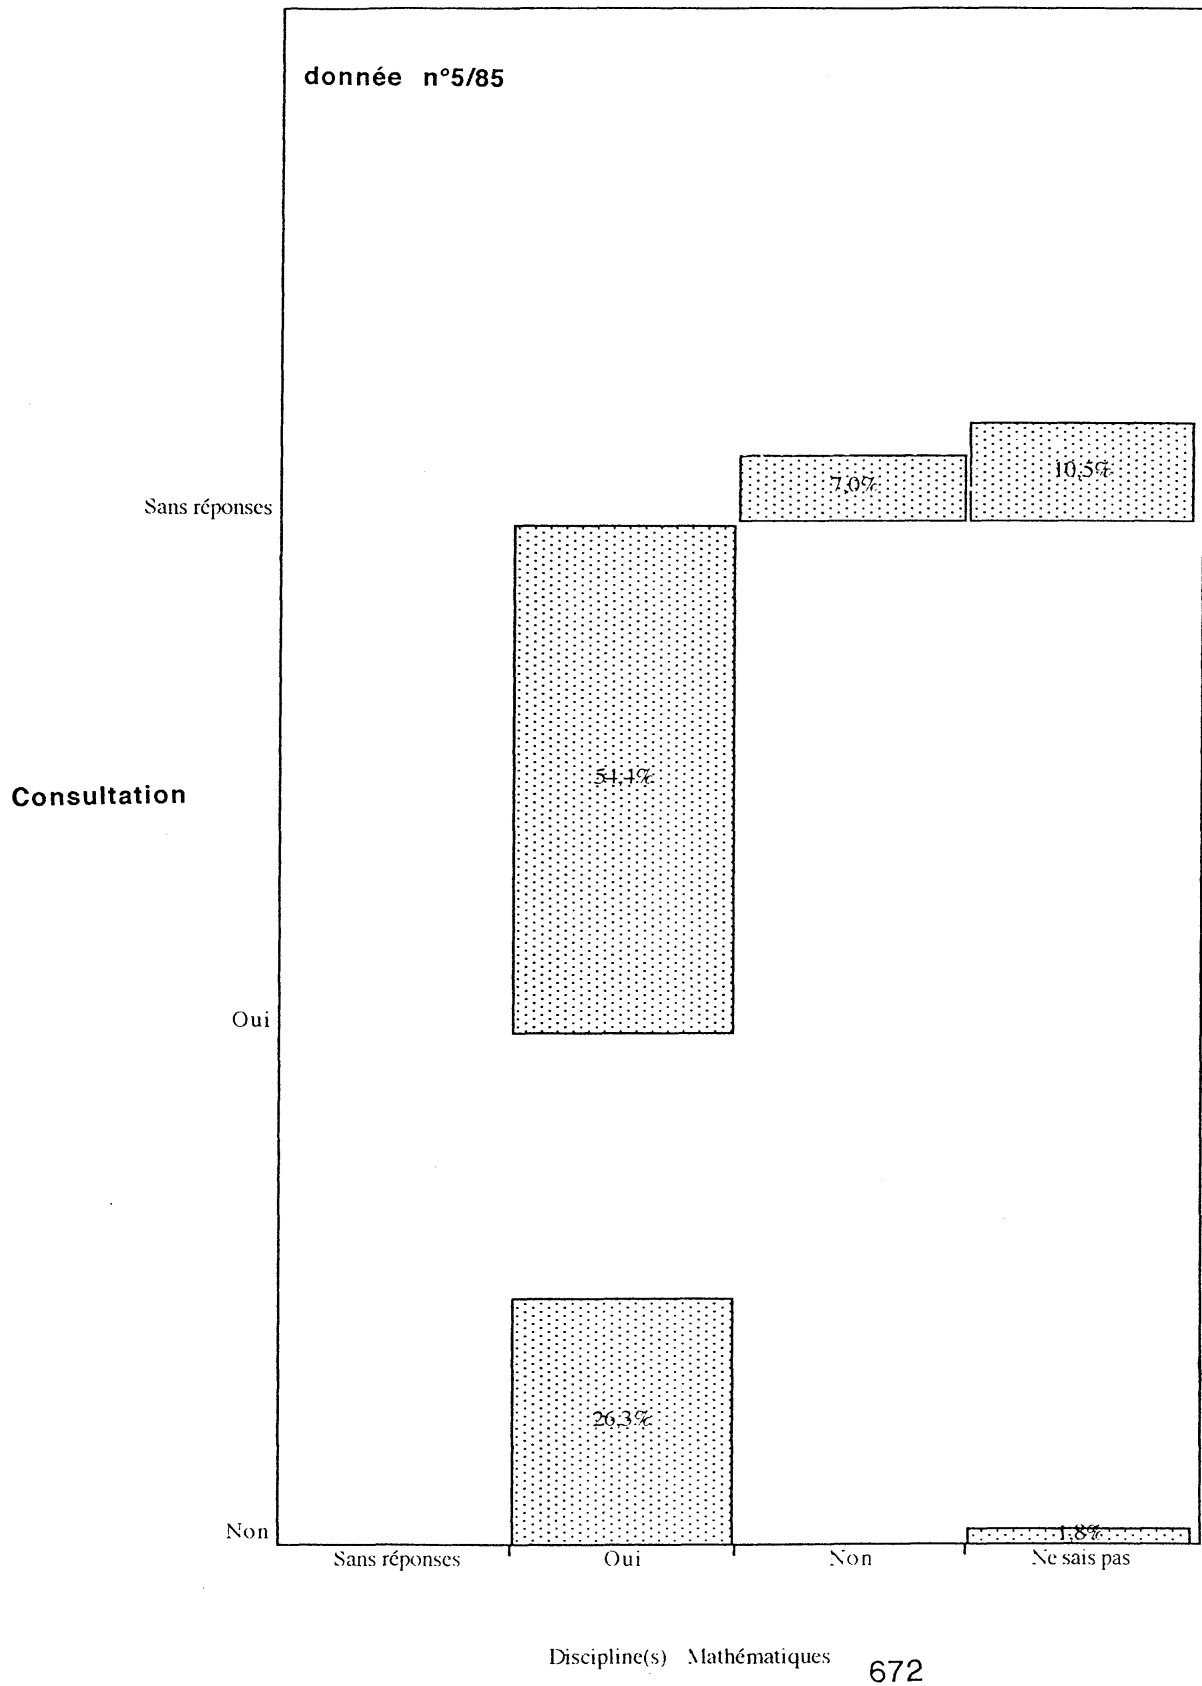 donnée n°5/85
10,5%
7,0%
Sans réponses
54,4%
Consultation
Oui
26,3%
Non
1,8%
Sans réponses Oui Non Ne sais pas
Discipline(s) Mathématiques 672